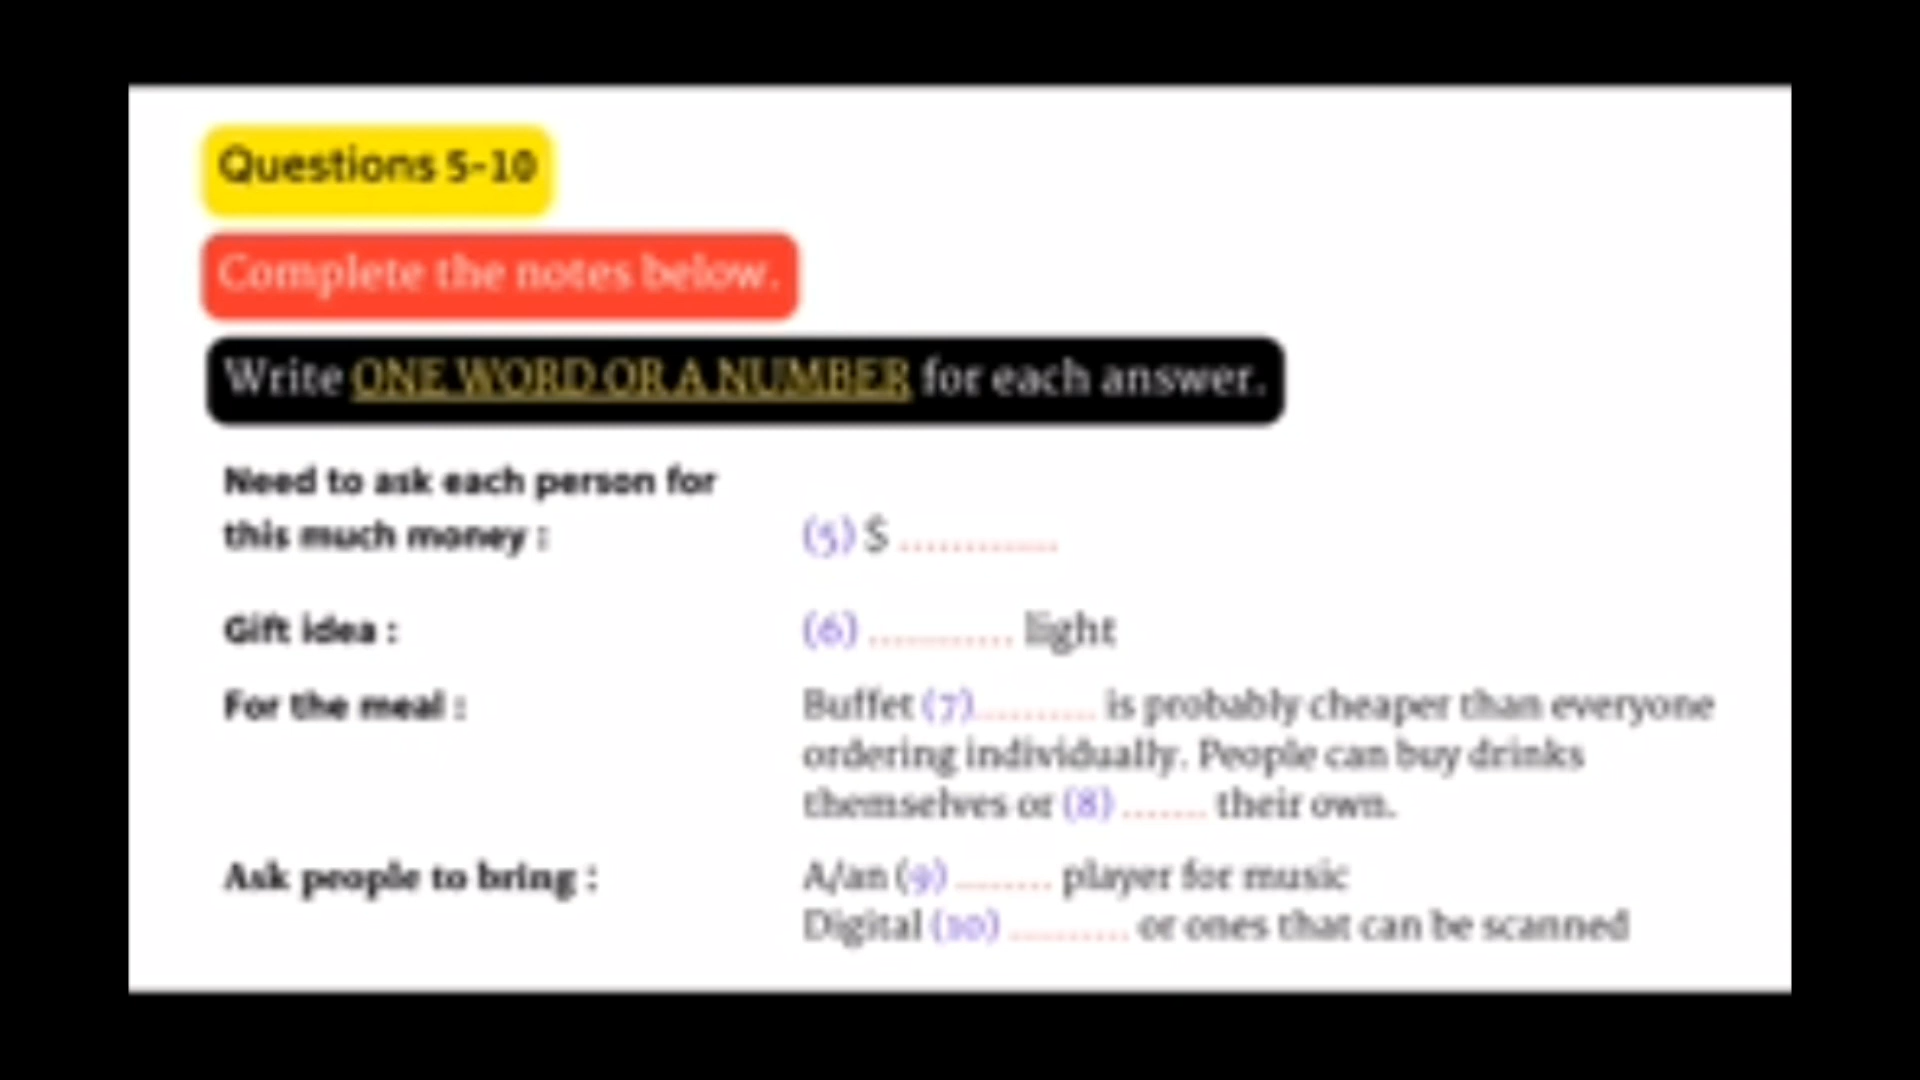 Questions 5-10
Complete the notes below.
Write ONE WORD OR A NUMBER for each answer.
Need to ask each person for
this much money : (5) $ .............
Gift idea : (6) ............ light
For the meal : Buffet (7).......... is probably cheaper than everyone
ordering individually. People can buy drinks
themselves or (8) ....... their own.
Ask people to bring : A/an (9) ........ player for music
Digital (10) .......... or ones that can be scanned